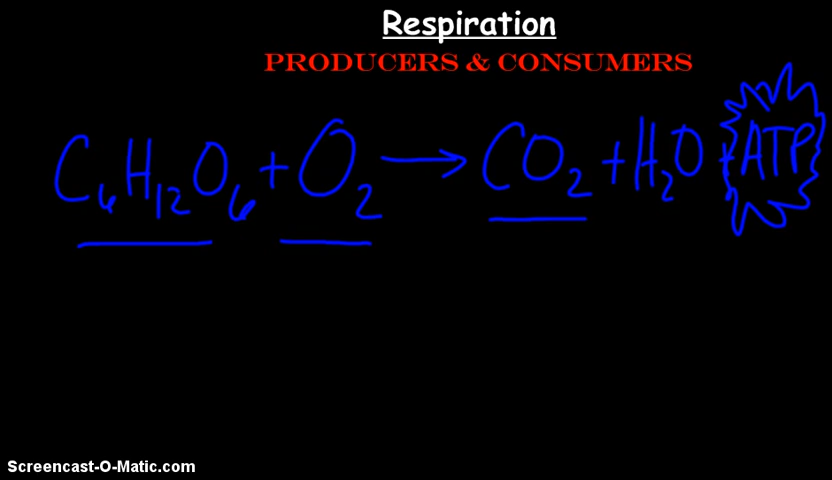 Respiration
PRODUCERS & CONSUMERS
C6H12O6 + O2 → CO2 + H2O + ATP
Screencast-O-Matic.com